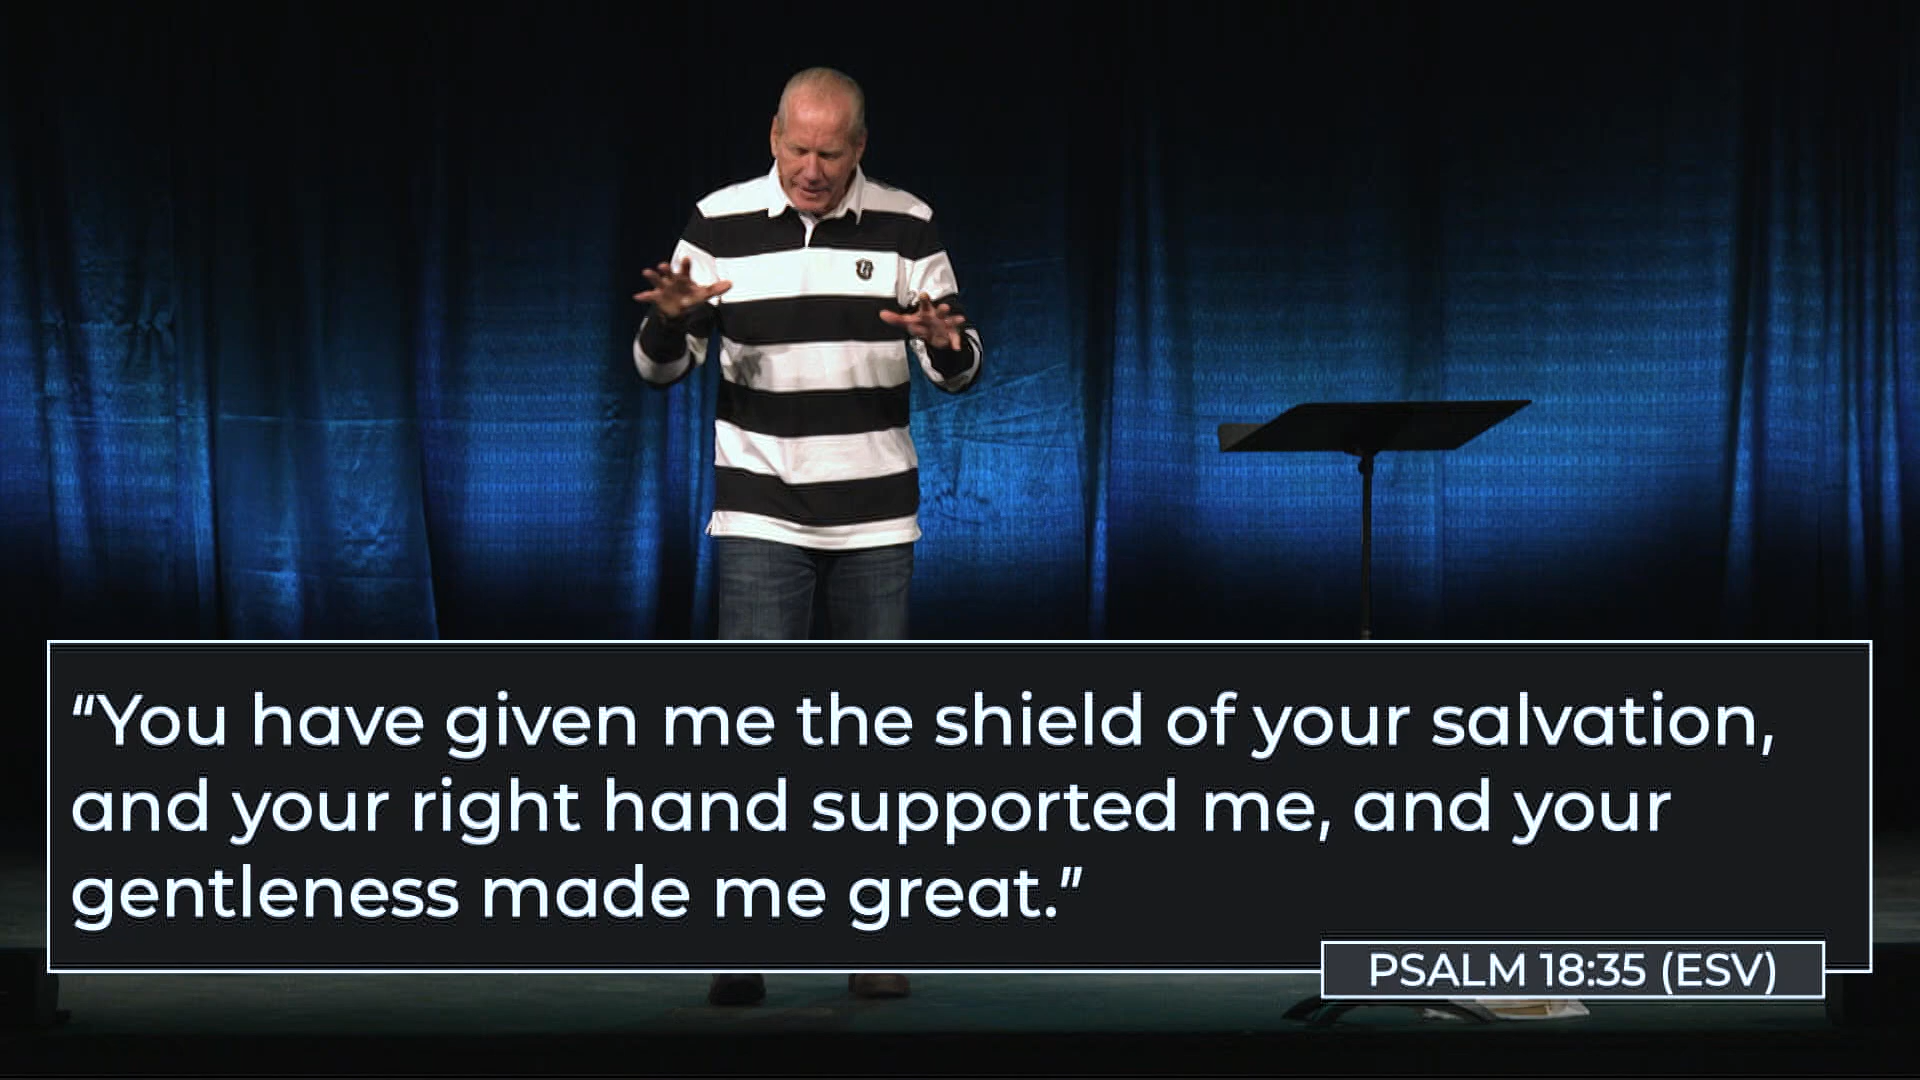 “You have given me the shield of your salvation,
and your right hand supported me, and your
gentleness made me great.”
PSALM 18:35 (ESV)